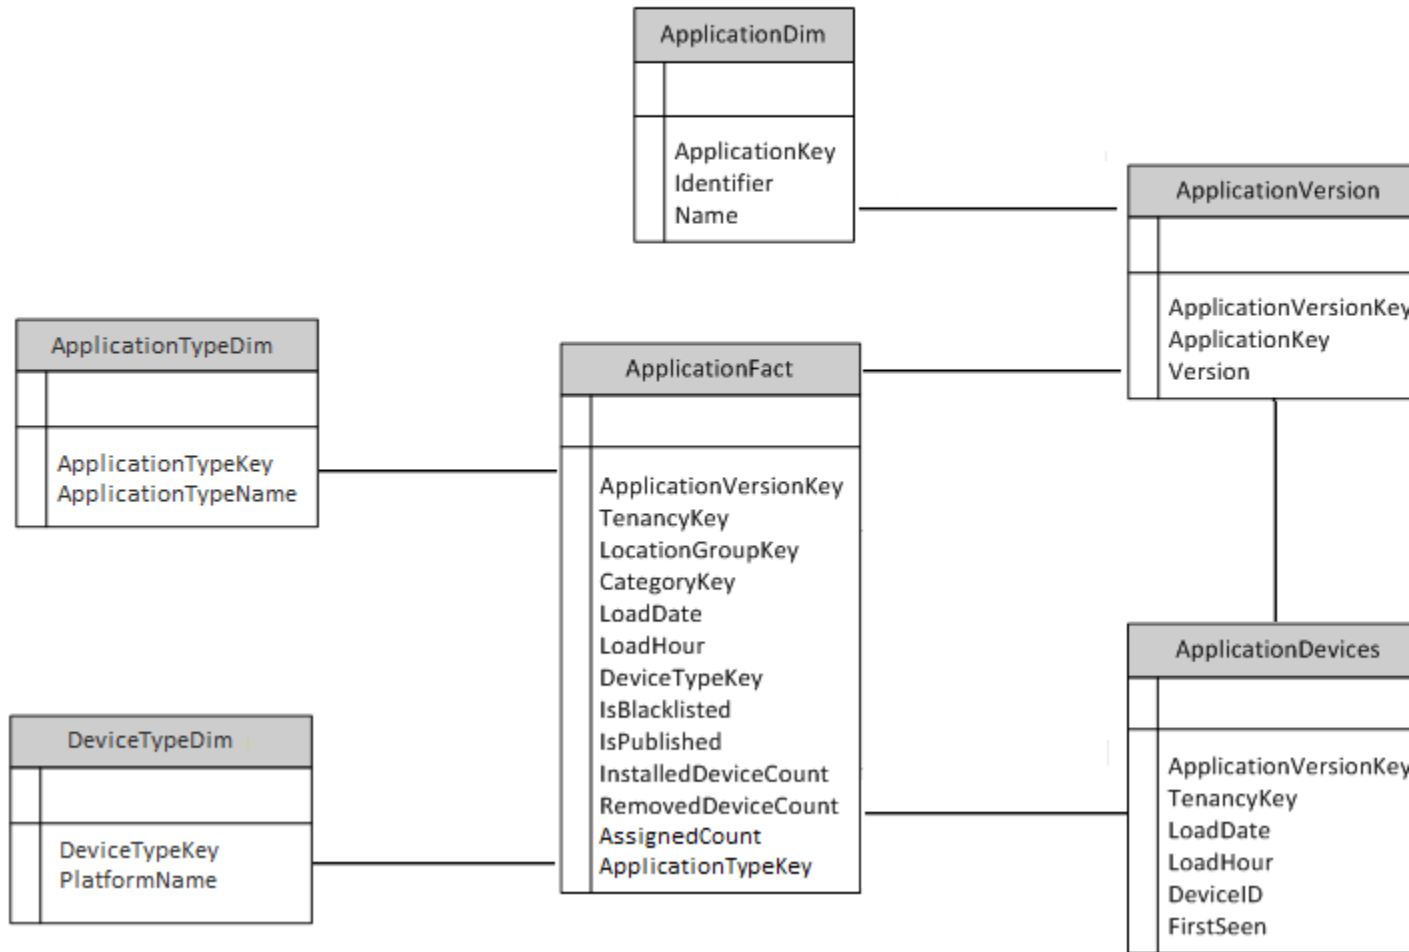 ApplicationDim
ApplicationKey
Identifier
Name
ApplicationVersion
ApplicationVersionKey
ApplicationKey
Version
ApplicationTypeDim
ApplicationTypeKey
ApplicationTypeName
ApplicationFact
ApplicationVersionKey
TenancyKey
LocationGroupKey
CategoryKey
LoadDate
LoadHour
DeviceTypeKey
IsBlacklisted
IsPublished
InstalledDeviceCount
RemovedDeviceCount
AssignedCount
ApplicationTypeKey
DeviceTypeDim
DeviceTypeKey
PlatformName
ApplicationDevices
ApplicationVersionKey
TenancyKey
LoadDate
LoadHour
DeviceID
FirstSeen